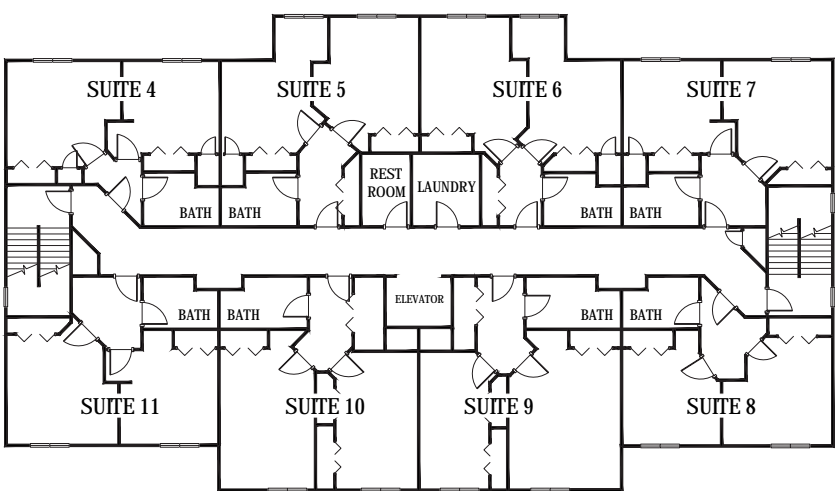 SUITE 4
SUITE 5
SUITE 6
SUITE 7
REST
ROOM
LAUNDRY
BATH
BATH
BATH
BATH
BATH
BATH
ELEVATOR
BATH
BATH
SUITE 11
SUITE 10
SUITE 9
SUITE 8